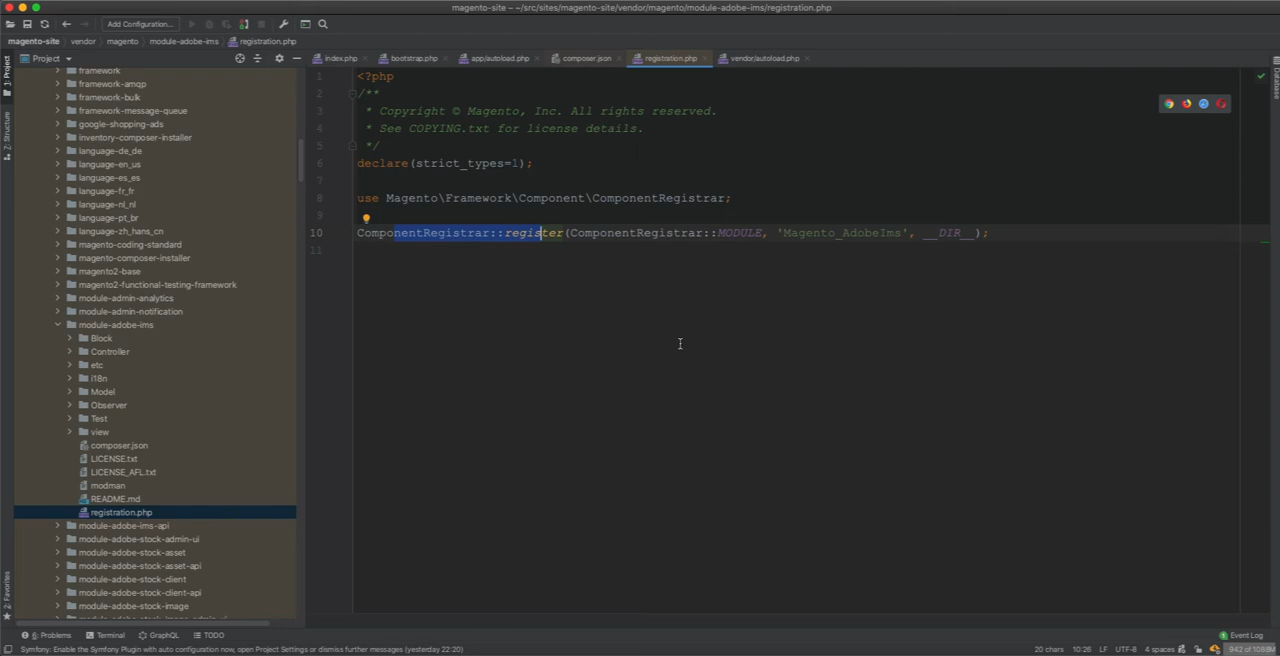 magento-site – ~/src/sites/magento-site/vendor/magento/module-adobe-ims/registration.php
Add Configuration...
magento-site vendor magento module-adobe-ims registration.php
Project
index.php bootstrap.php app/autoload.php composer.json registration.php vendor/autoload.php
1: Project
Z: Structure
2: Favorites
Database
framework
framework-amqp
framework-bulk
framework-message-queue
google-shopping-ads
inventory-composer-installer
language-de_de
language-en_us
language-es_es
language-fr_fr
language-nl_nl
language-pt_br
language-zh_hans_cn
magento-coding-standard
magento-composer-installer
magento2-base
magento2-functional-testing-framework
module-admin-analytics
module-admin-notification
module-adobe-ims
Block
Controller
etc
i18n
Model
Observer
Test
view
composer.json
LICENSE.txt
LICENSE_AFL.txt
modman
README.md
registration.php
module-adobe-ims-api
module-adobe-stock-admin-ui
module-adobe-stock-asset
module-adobe-stock-asset-api
module-adobe-stock-client
module-adobe-stock-client-api
module-adobe-stock-image
1 <?php
2 /**
3 * Copyright © Magento, Inc. All rights reserved.
4 * See COPYING.txt for license details.
5 */
6 declare(strict_types=1);
7
8 use Magento\Framework\Component\ComponentRegistrar;
9
10 ComponentRegistrar::register(ComponentRegistrar::MODULE, 'Magento_AdobeIms', __DIR__);
11
6: Problems Terminal GraphQL TODO
1 Event Log
Symfony: Enable the Symfony Plugin with auto configuration now, open Project Settings or dismiss further messages (yesterday 22:20)
20 chars 10:26 LF UTF-8 4 spaces 942 of 1088M